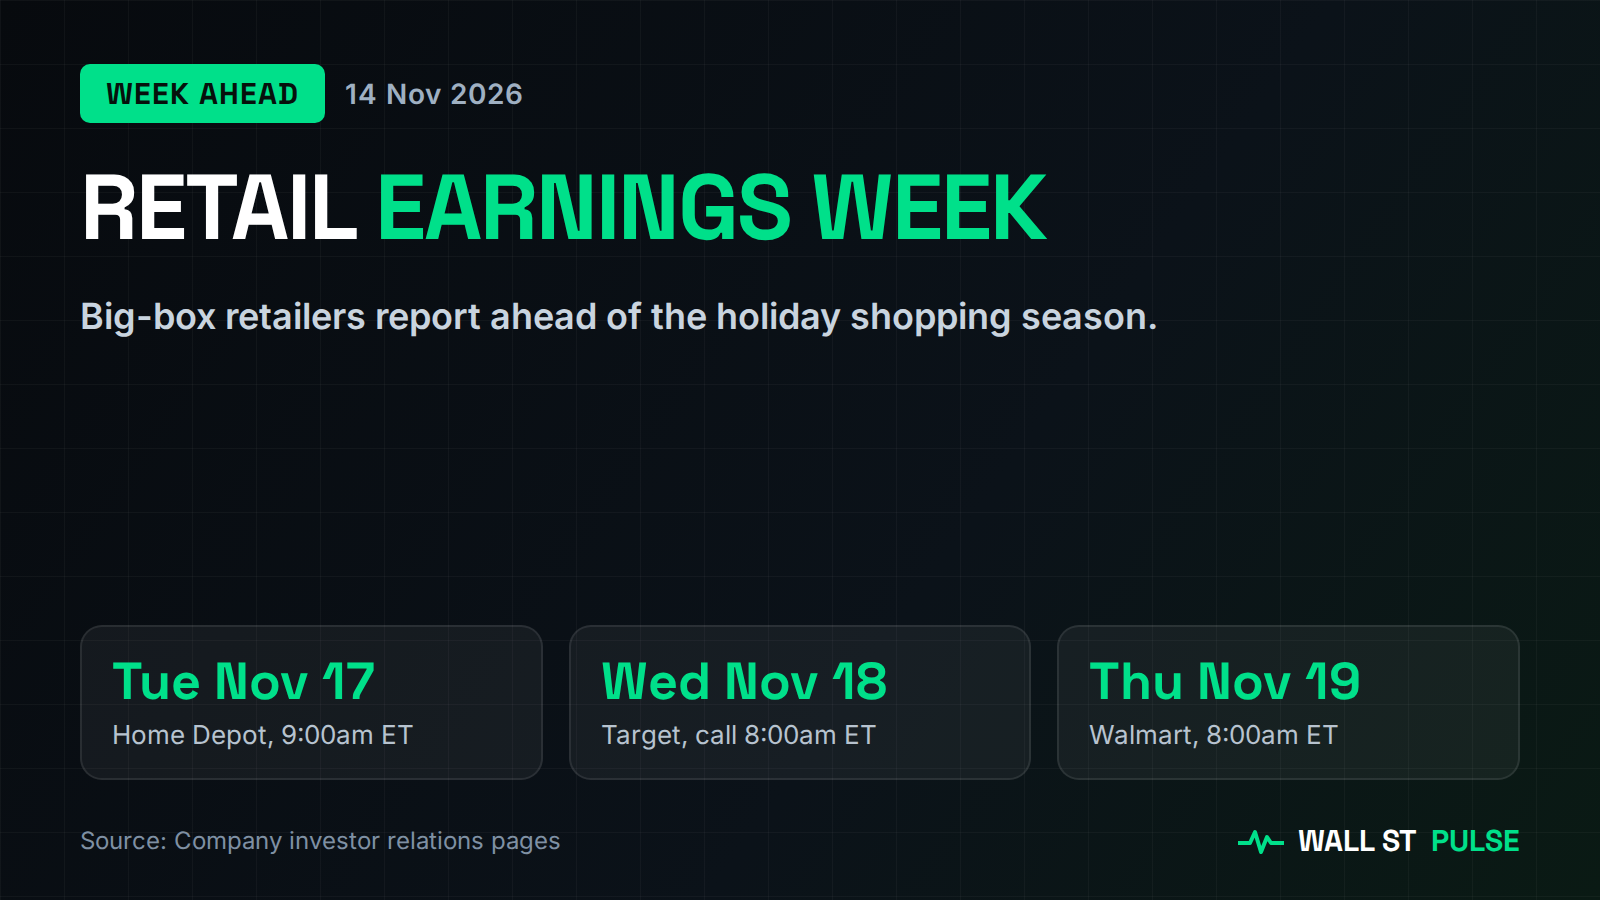 WEEK AHEAD 14 Nov 2026
RETAIL EARNINGS WEEK
Big-box retailers report ahead of the holiday shopping season.
Tue Nov 17
Home Depot, 9:00am ET
Wed Nov 18
Target, call 8:00am ET
Thu Nov 19
Walmart, 8:00am ET
Source: Company investor relations pages
WALL ST PULSE